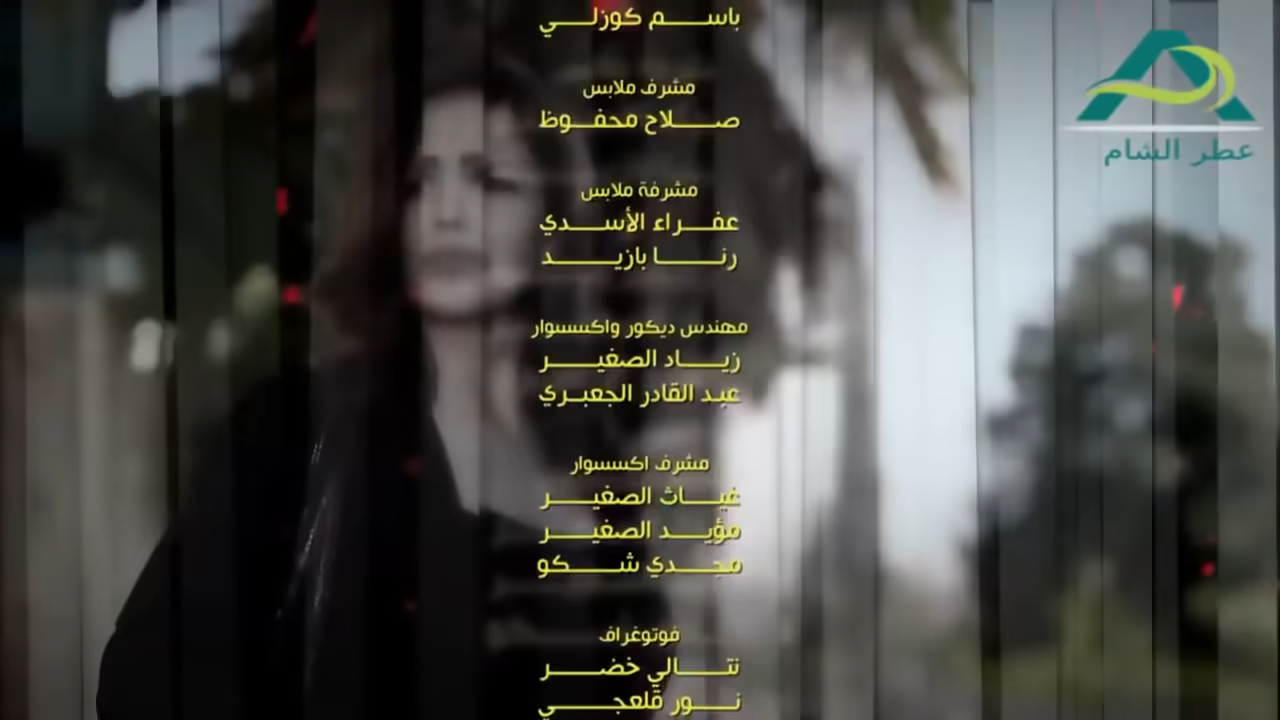 باسم كوزلي
مشرف ملابس
صلاح محفوظ
مشرفة ملابس
عفراء الأسدي
رنا بازيد
مهندس ديكور واكسسوار
زياد الصغير
عبد القادر الجعبري
مشرف اكسسوار
غياث الصغير
مؤيد الصغير
مجدي شكو
فوتوغراف
نتالي خضر
نور قلعجي
عطر الشام